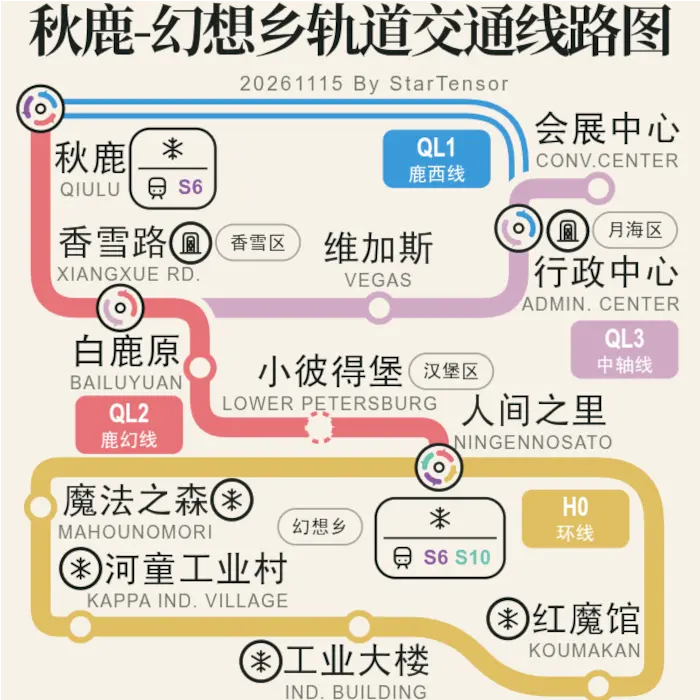 秋鹿-幻想乡轨道交通线路图
20261115 By StarTensor
秋鹿
QIULU
S6
QL1
鹿西线
会展中心
CONV.CENTER
香雪路
香雪区
XIANGXUE RD.
维加斯
VEGAS
月海区
行政中心
ADMIN. CENTER
QL3
中轴线
白鹿原
BAILUYUAN
小彼得堡
汉堡区
LOWER PETERSBURG
QL2
鹿幻线
人间之里
NINGENNOSATO
魔法之森
MAHOUNOMORI
幻想乡
S6 S10
H0
环线
河童工业村
KAPPA IND. VILLAGE
红魔馆
KOUMAKAN
工业大楼
IND. BUILDING